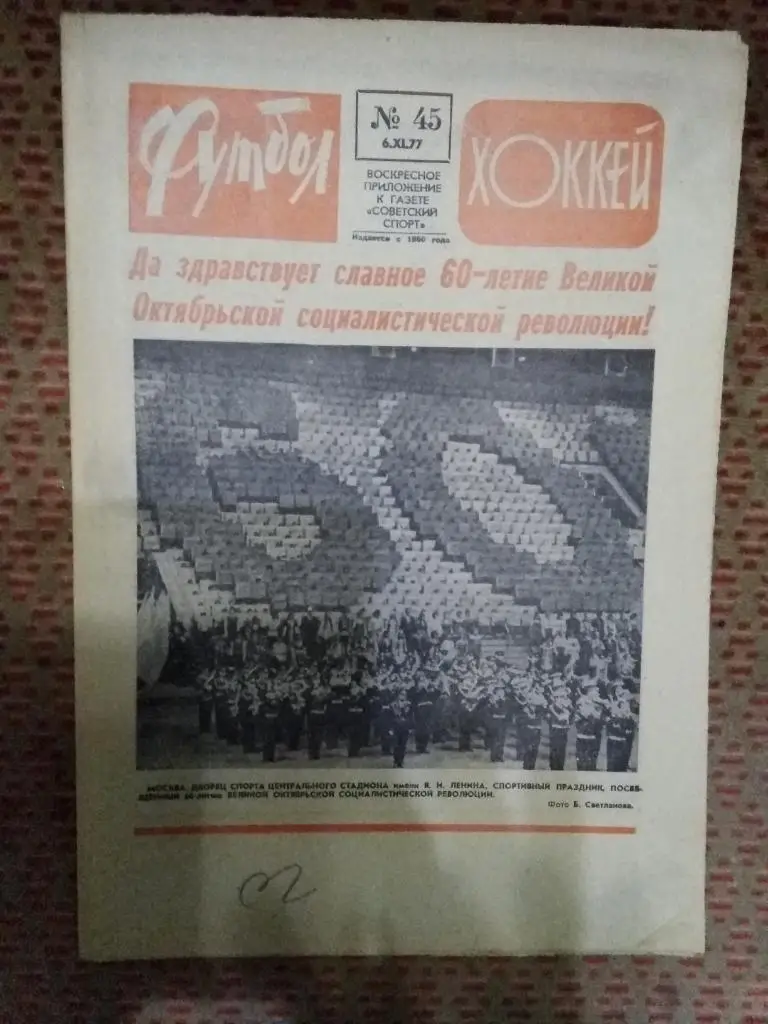 Футбол
№ 45
6.XI.77
ВОСКРЕСНОЕ
ПРИЛОЖЕНИЕ
К ГАЗЕТЕ
«СОВЕТСКИЙ
СПОРТ»
Издается с 1960 года
ХОККЕЙ
Да здравствует славное 60-летие Великой
Октябрьской социалистической революции!
60
МОСКВА. ДВОРЕЦ СПОРТА ЦЕНТРАЛЬНОГО СТАДИОНА имени В. И. ЛЕНИНА. СПОРТИВНЫЙ ПРАЗДНИК, ПОСВЯ-
ЩЕННЫЙ 60-летию ВЕЛИКОЙ ОКТЯБРЬСКОЙ СОЦИАЛИСТИЧЕСКОЙ РЕВОЛЮЦИИ.
Фото Б. Светланова.